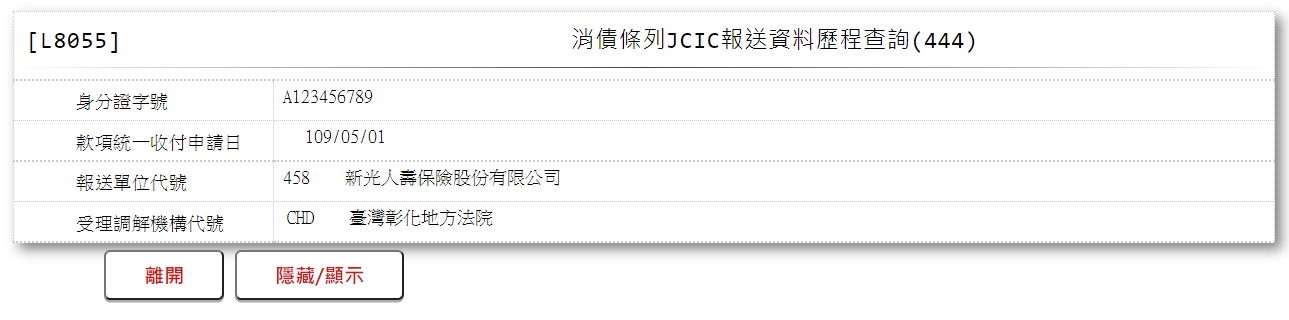 [L8055] 消債條列JCIC報送資料歷程查詢(444)
身分證字號 A123456789
款項統一收付申請日 109/05/01
報送單位代號 458 新光人壽保險股份有限公司
受理調解機構代號 CHD 臺灣彰化地方法院
離開 隱藏/顯示